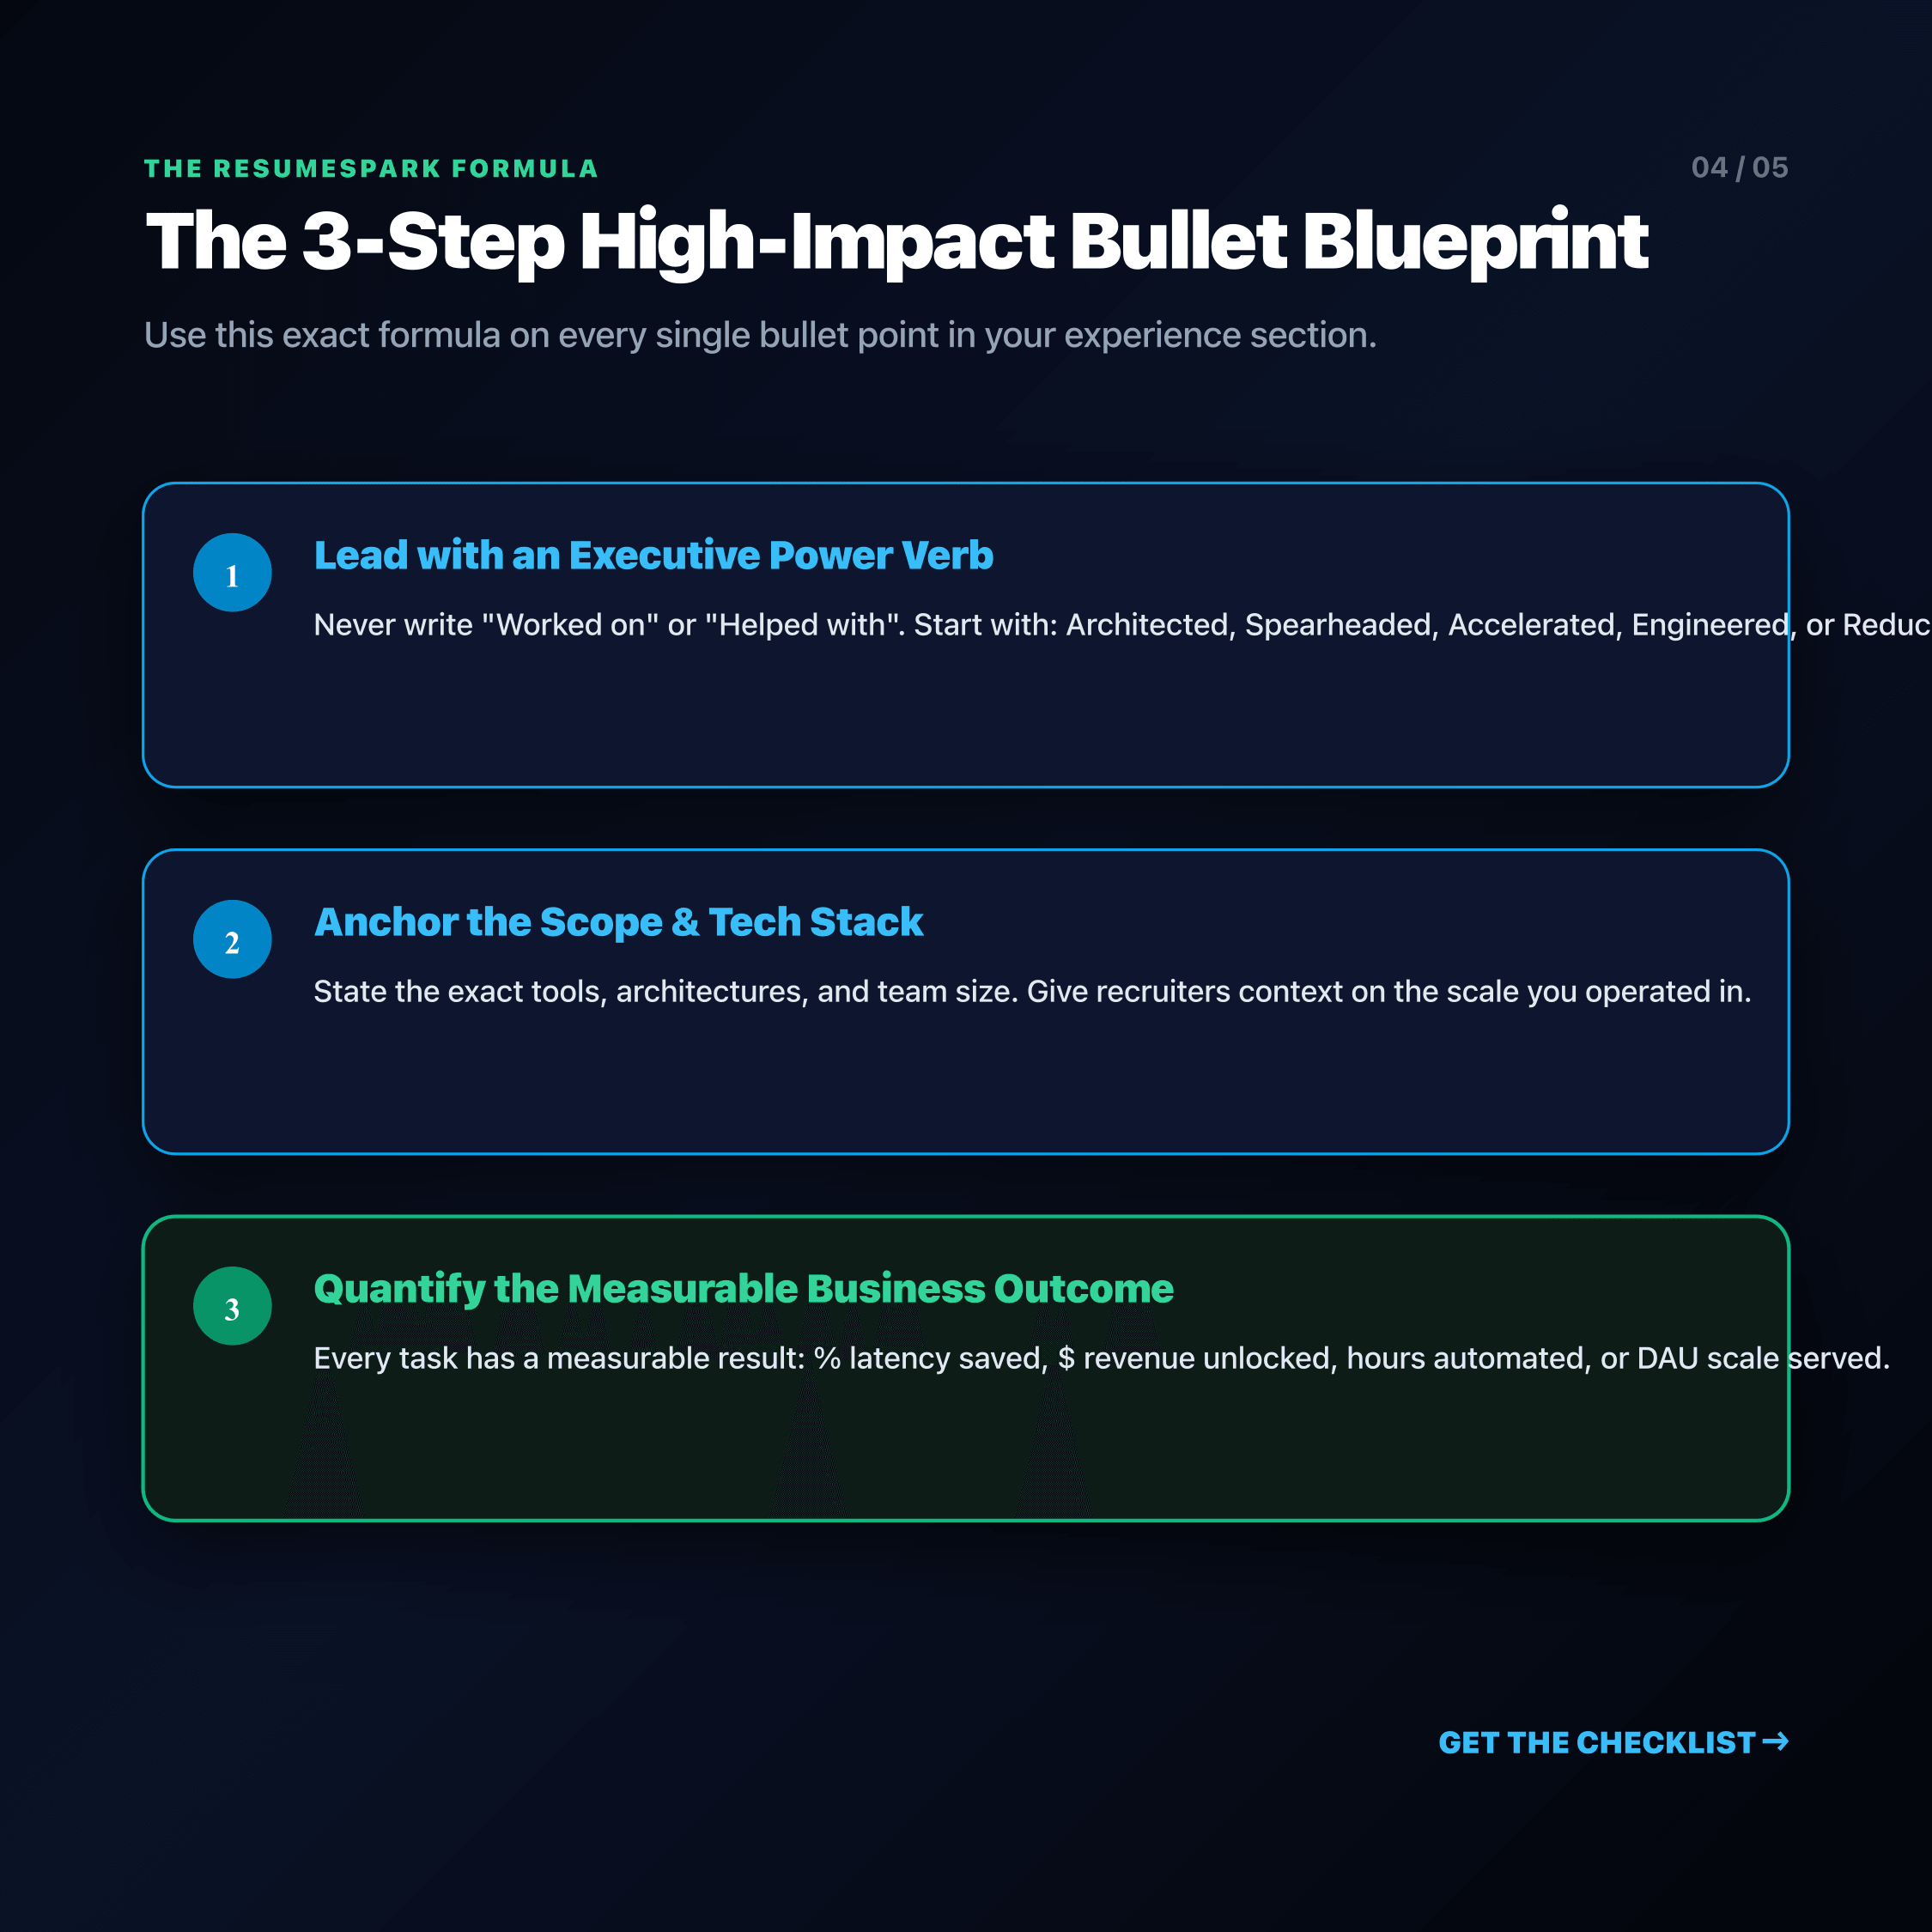 THE RESUMESPARK FORMULA
04 / 05
The 3-Step High-Impact Bullet Blueprint
Use this exact formula on every single bullet point in your experience section.
1
Lead with an Executive Power Verb
Never write "Worked on" or "Helped with". Start with: Architected, Spearheaded, Accelerated, Engineered, or Reduc
2
Anchor the Scope & Tech Stack
State the exact tools, architectures, and team size. Give recruiters context on the scale you operated in.
3
Quantify the Measurable Business Outcome
Every task has a measurable result: % latency saved, $ revenue unlocked, hours automated, or DAU scale served.
GET THE CHECKLIST →